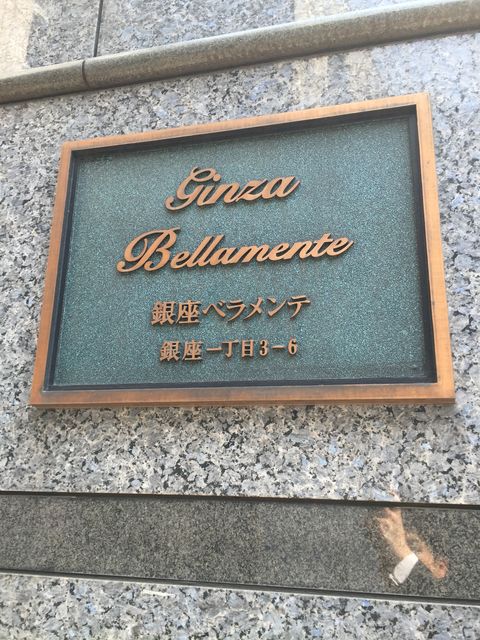 Ginza
Bellamente
銀座ベラメンテ
銀座一丁目3-6